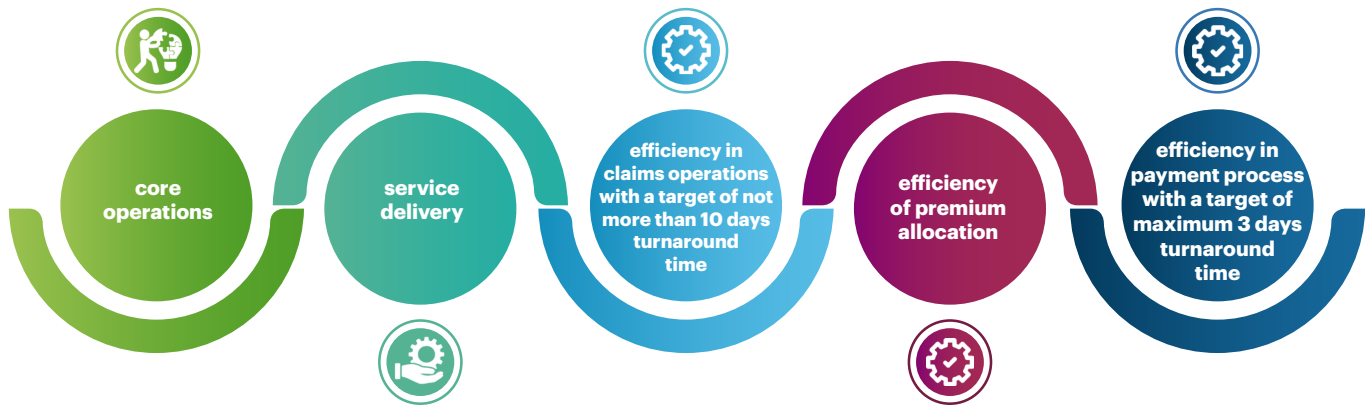 core
operations
service
delivery
efficiency in
claims operations
with a target of not
more than 10 days
turnaround
time
efficiency
of premium
allocation
efficiency in
payment process
with a target of
maximum 3 days
turnaround
time